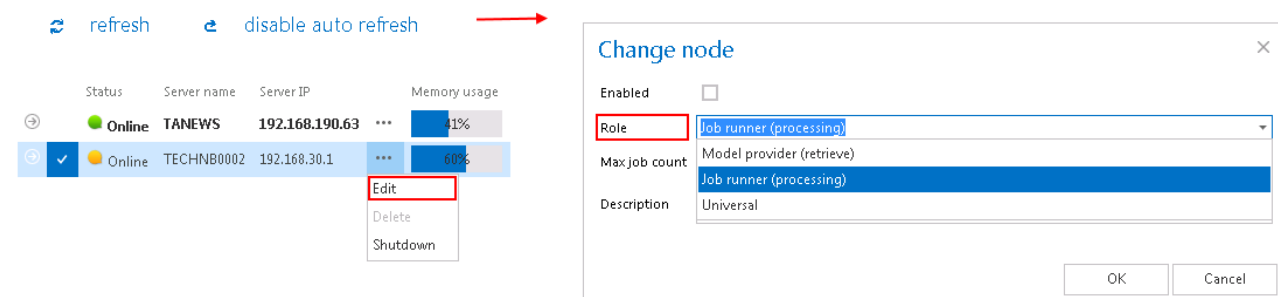 refresh disable auto refresh
Status Server name Server IP Memory usage
Online TANEWS 192.168.190.63 ••• 41%
Online TECHNB0002 192.168.30.1 ••• 60%
Edit
Delete
Shutdown
Change node
Enabled
Role Job runner (processing)
Model provider (retrieve)
Max job count
Job runner (processing)
Description Universal
OK Cancel